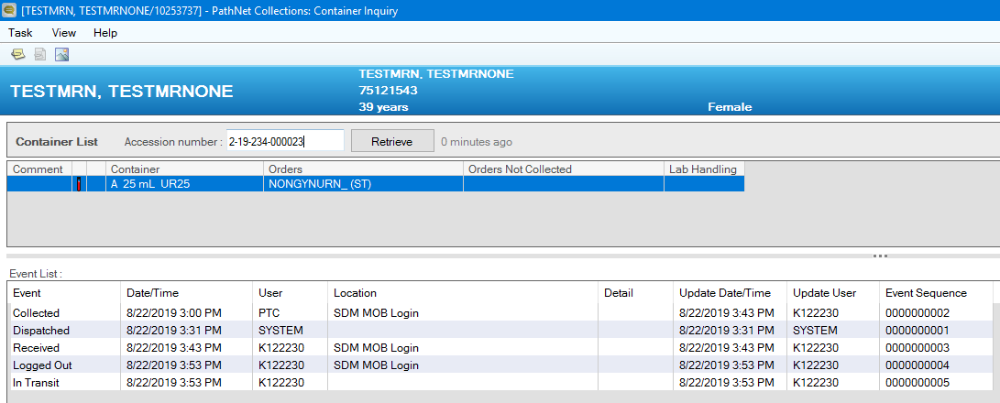 [TESTMRN, TESTMRNONE/10253737] - PathNet Collections: Container Inquiry
Task View Help
TESTMRN, TESTMRNONE
TESTMRN, TESTMRNONE
75121543
39 years Female
Container List Accession number : 2-19-234-000023 Retrieve 0 minutes ago
Comment Container Orders Orders Not Collected Lab Handling
A 25 mL UR25 NONGYNURN_ (ST)
Event List :
Event Date/Time User Location Detail Update Date/Time Update User Event Sequence
Collected 8/22/2019 3:00 PM PTC SDM MOB Login 8/22/2019 3:43 PM K122230 0000000002
Dispatched 8/22/2019 3:31 PM SYSTEM 8/22/2019 3:31 PM SYSTEM 0000000001
Received 8/22/2019 3:43 PM K122230 SDM MOB Login 8/22/2019 3:43 PM K122230 0000000003
Logged Out 8/22/2019 3:53 PM K122230 SDM MOB Login 8/22/2019 3:53 PM K122230 0000000004
In Transit 8/22/2019 3:53 PM K122230 8/22/2019 3:53 PM K122230 0000000005